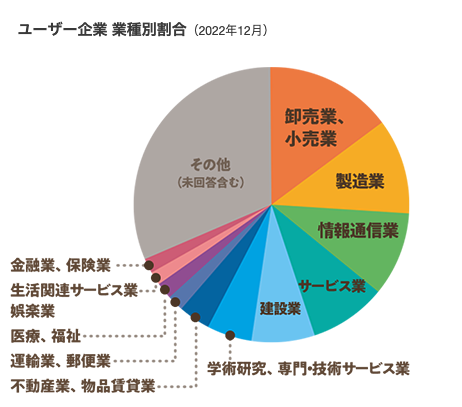 ユーザー企業 業種別割合（2022年12月）
卸売業、
小売業
製造業
情報通信業
サービス業
建設業
学術研究、専門・技術サービス業
不動産業、物品賃貸業
運輸業、郵便業
医療、福祉
生活関連サービス業
娯楽業
金融業、保険業
その他
（未回答含む）